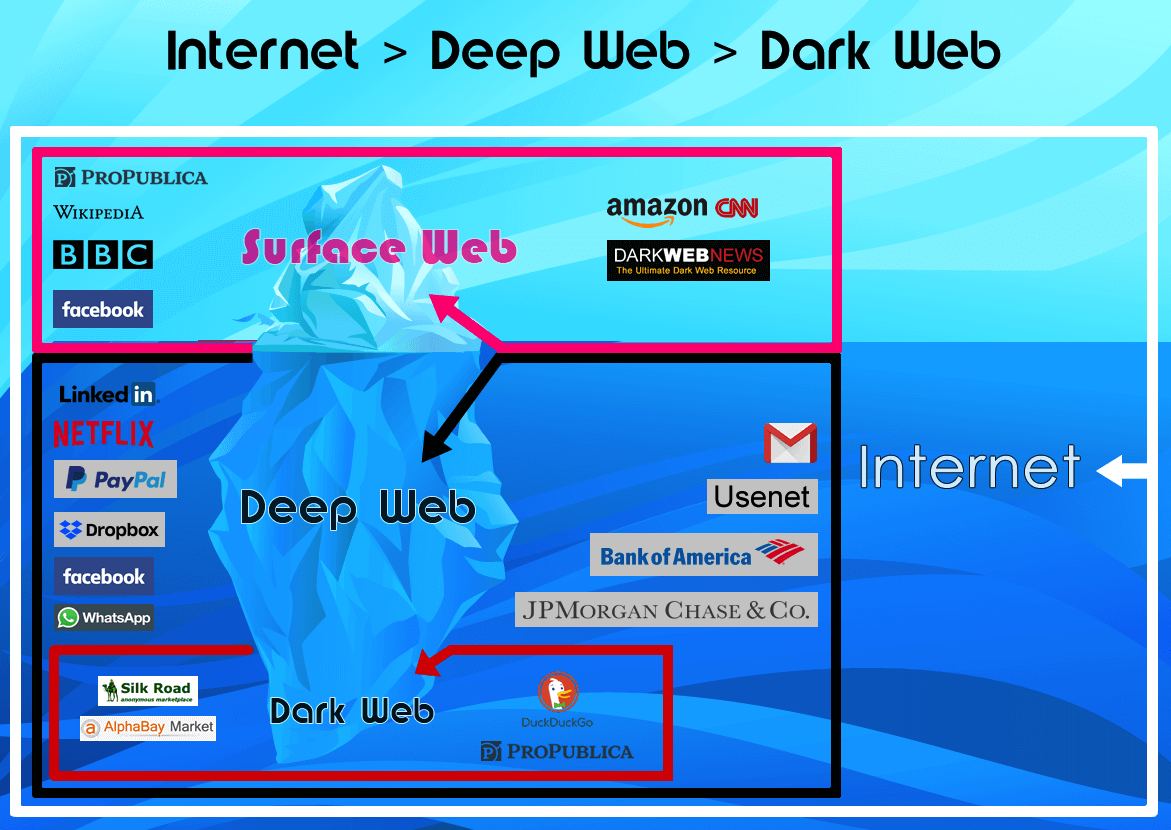 Internet > Deep Web > Dark Web
PROPUBLICA
WIKIPEDIA
BBC
facebook
Surface Web
amazon CNN
DARKWEBNEWS
The Ultimate Dark Web Resource
Linked in
NETFLIX
PayPal
Dropbox
facebook
WhatsApp
Deep Web
Usenet
Bank of America
JPMORGAN CHASE & CO.
Internet
Silk Road
anonymous marketplace
a AlphaBay Market
Dark Web
DuckDuckGo
PROPUBLICA